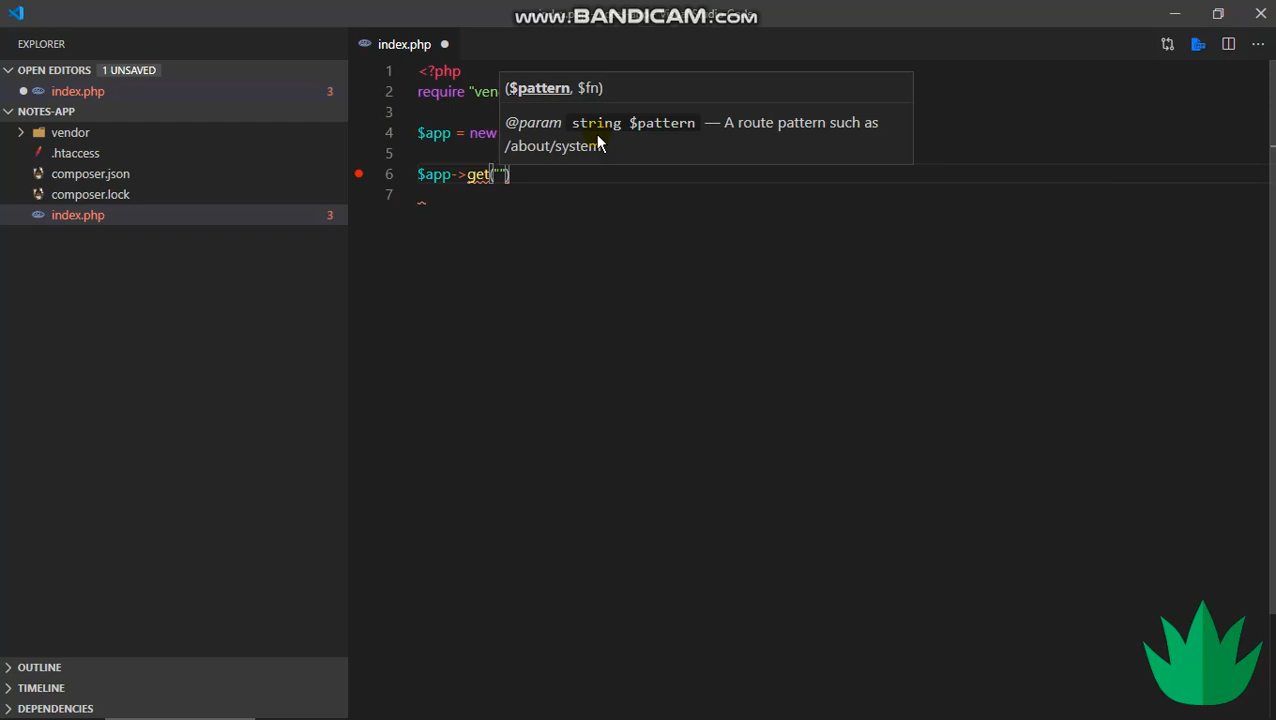 www.BANDICAM.com
EXPLORER
index.php
OPEN EDITORS 1 UNSAVED
index.php 3
NOTES-APP
vendor
.htaccess
composer.json
composer.lock
index.php 3
1 <?php
2 require "ven
3
4 $app = new
5
6 $app->get("")
7
($pattern, $fn)
@param string $pattern — A route pattern such as
/about/system
OUTLINE
TIMELINE
DEPENDENCIES